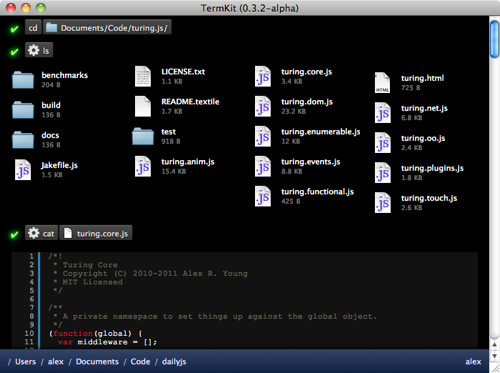 TermKit (0.3.2-alpha)
cd Documents/Code/turing.js/
ls
benchmarks
204 B
build
136 B
docs
136 B
Jakefile.js
1.5 KB
LICENSE.txt
1.1 KB
README.textile
1.7 KB
test
918 B
turing.anim.js
15.4 KB
turing.core.js
3.4 KB
turing.dom.js
23.2 KB
turing.enumerable.js
12 KB
turing.events.js
8.8 KB
turing.functional.js
425 B
HTML
turing.html
725 B
turing.net.js
6.8 KB
turing.oo.js
2.4 KB
turing.plugins.js
1.8 KB
turing.touch.js
2.6 KB
cat turing.core.js
1 /*!
2 * Turing Core
3 * Copyright (C) 2010-2011 Alex R. Young
4 * MIT Licensed
5 */
6
7 /**
8 * A private namespace to set things up against the global object.
9 */
10 (function(global) {
11 var middleware = [];
/ Users / alex / Documents / Code / dailyjs alex